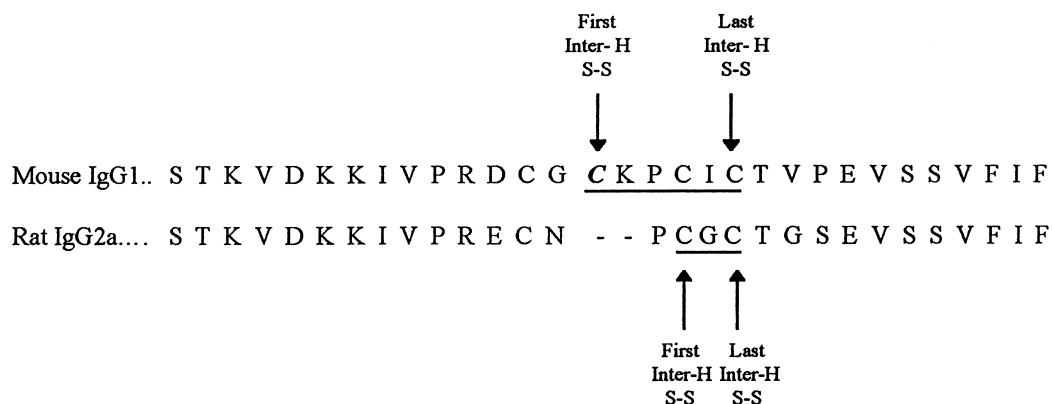 First Last
Inter- H Inter- H
S-S S-S
Mouse IgG1.. S T K V D K K I V P R D C G C K P C I C T V P E V S S V F I F
Rat IgG2a.... S T K V D K K I V P R E C N - - P C G C T G S E V S S V F I F
First Last
Inter-H Inter-H
S-S S-S